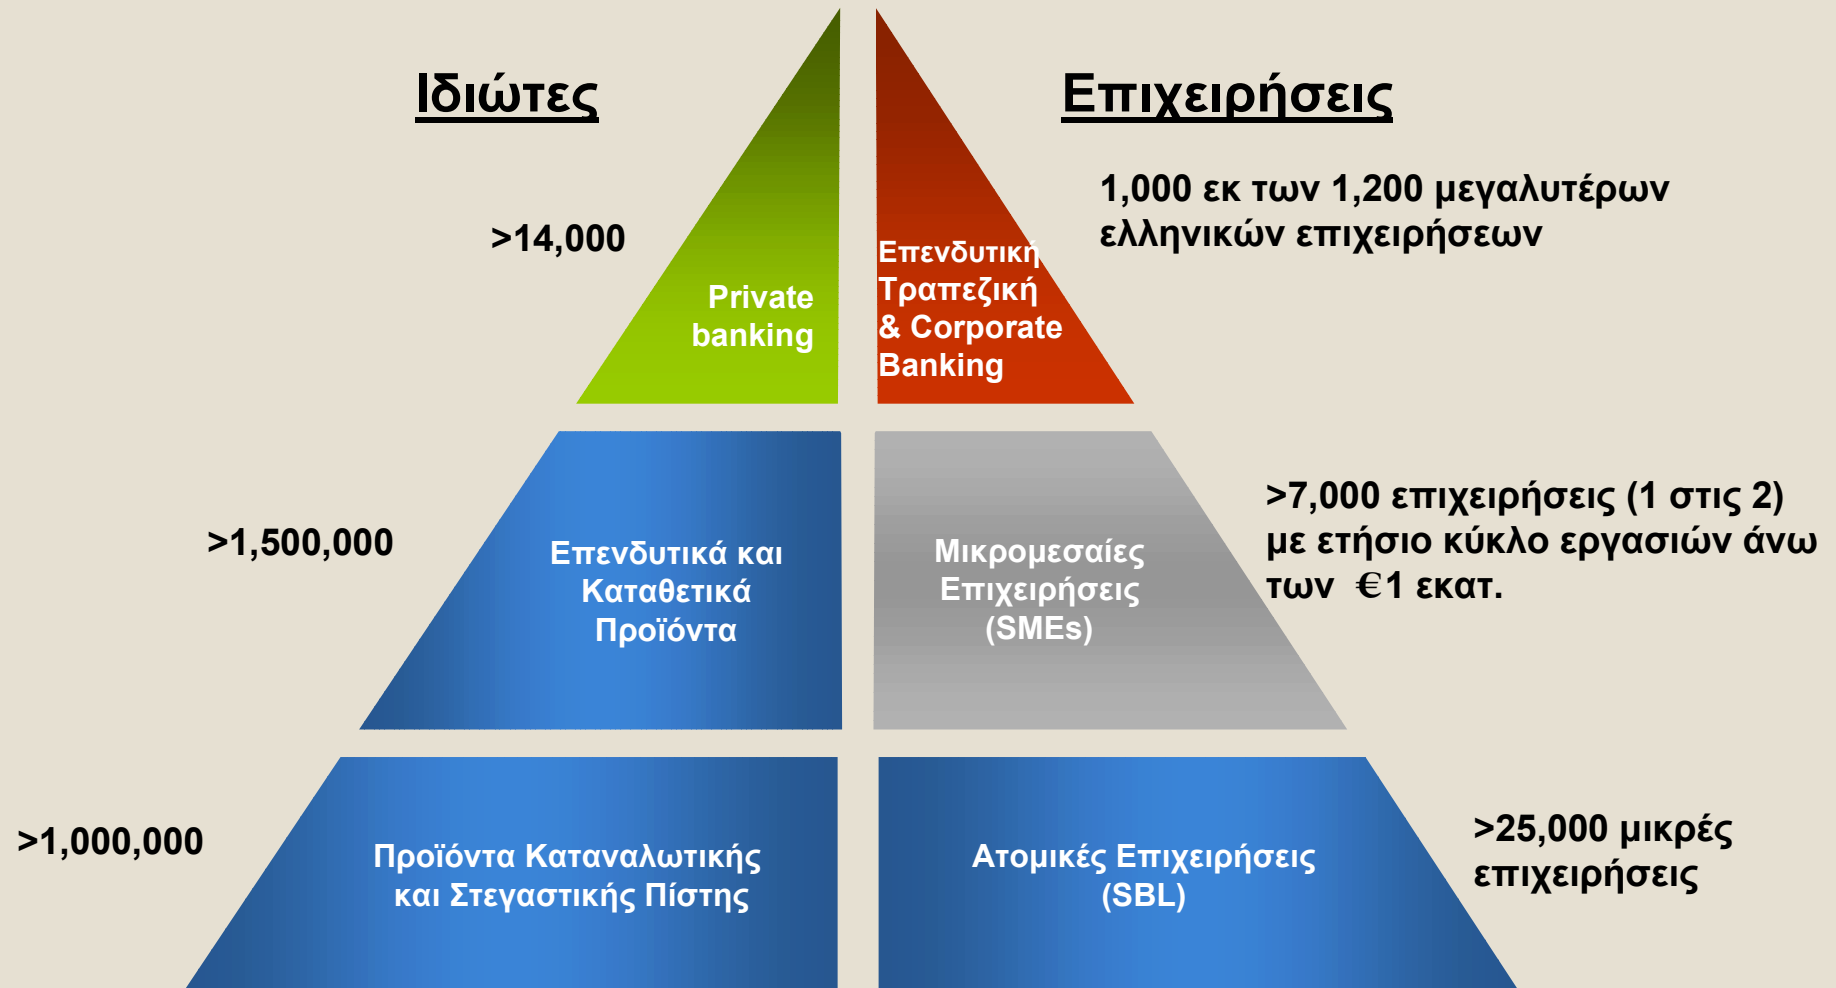 Ιδιώτες
Επιχειρήσεις
>14,000
Private
banking
Επενδυτική
Τραπεζική
& Corporate
Banking
1,000 εκ των 1,200 μεγαλυτέρων
ελληνικών επιχειρήσεων
>1,500,000
Επενδυτικά και
Καταθετικά
Προϊόντα
Μικρομεσαίες
Επιχειρήσεις
(SMEs)
>7,000 επιχειρήσεις (1 στις 2)
με ετήσιο κύκλο εργασιών άνω
των €1 εκατ.
>1,000,000
Προϊόντα Καταναλωτικής
και Στεγαστικής Πίστης
Ατομικές Επιχειρήσεις
(SBL)
>25,000 μικρές
επιχειρήσεις